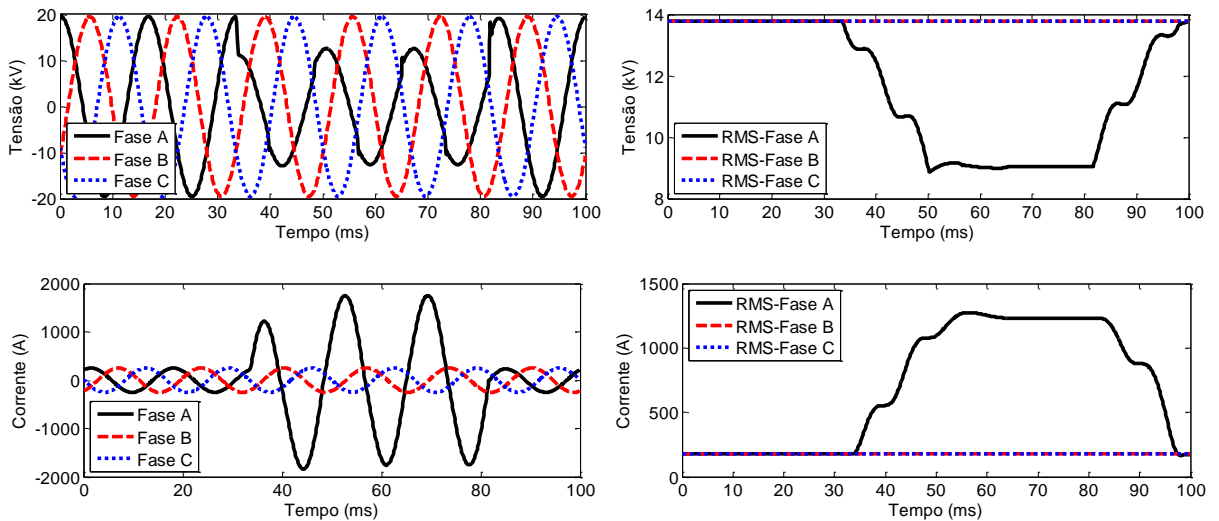 20
10
0
-10
-20
Tensão (kV)
Fase A
Fase B
Fase C
0 10 20 30 40 50 60 70 80 90 100
Tempo (ms)
14
12
10
8
Tensão (kV)
RMS-Fase A
RMS-Fase B
RMS-Fase C
0 10 20 30 40 50 60 70 80 90 100
Tempo (ms)
2000
1000
0
-1000
-2000
Corrente (A)
Fase A
Fase B
Fase C
0 20 40 60 80 100
Tempo (ms)
1500
1000
500
0
Corrente (A)
RMS-Fase A
RMS-Fase B
RMS-Fase C
0 10 20 30 40 50 60 70 80 90 100
Tempo (ms)